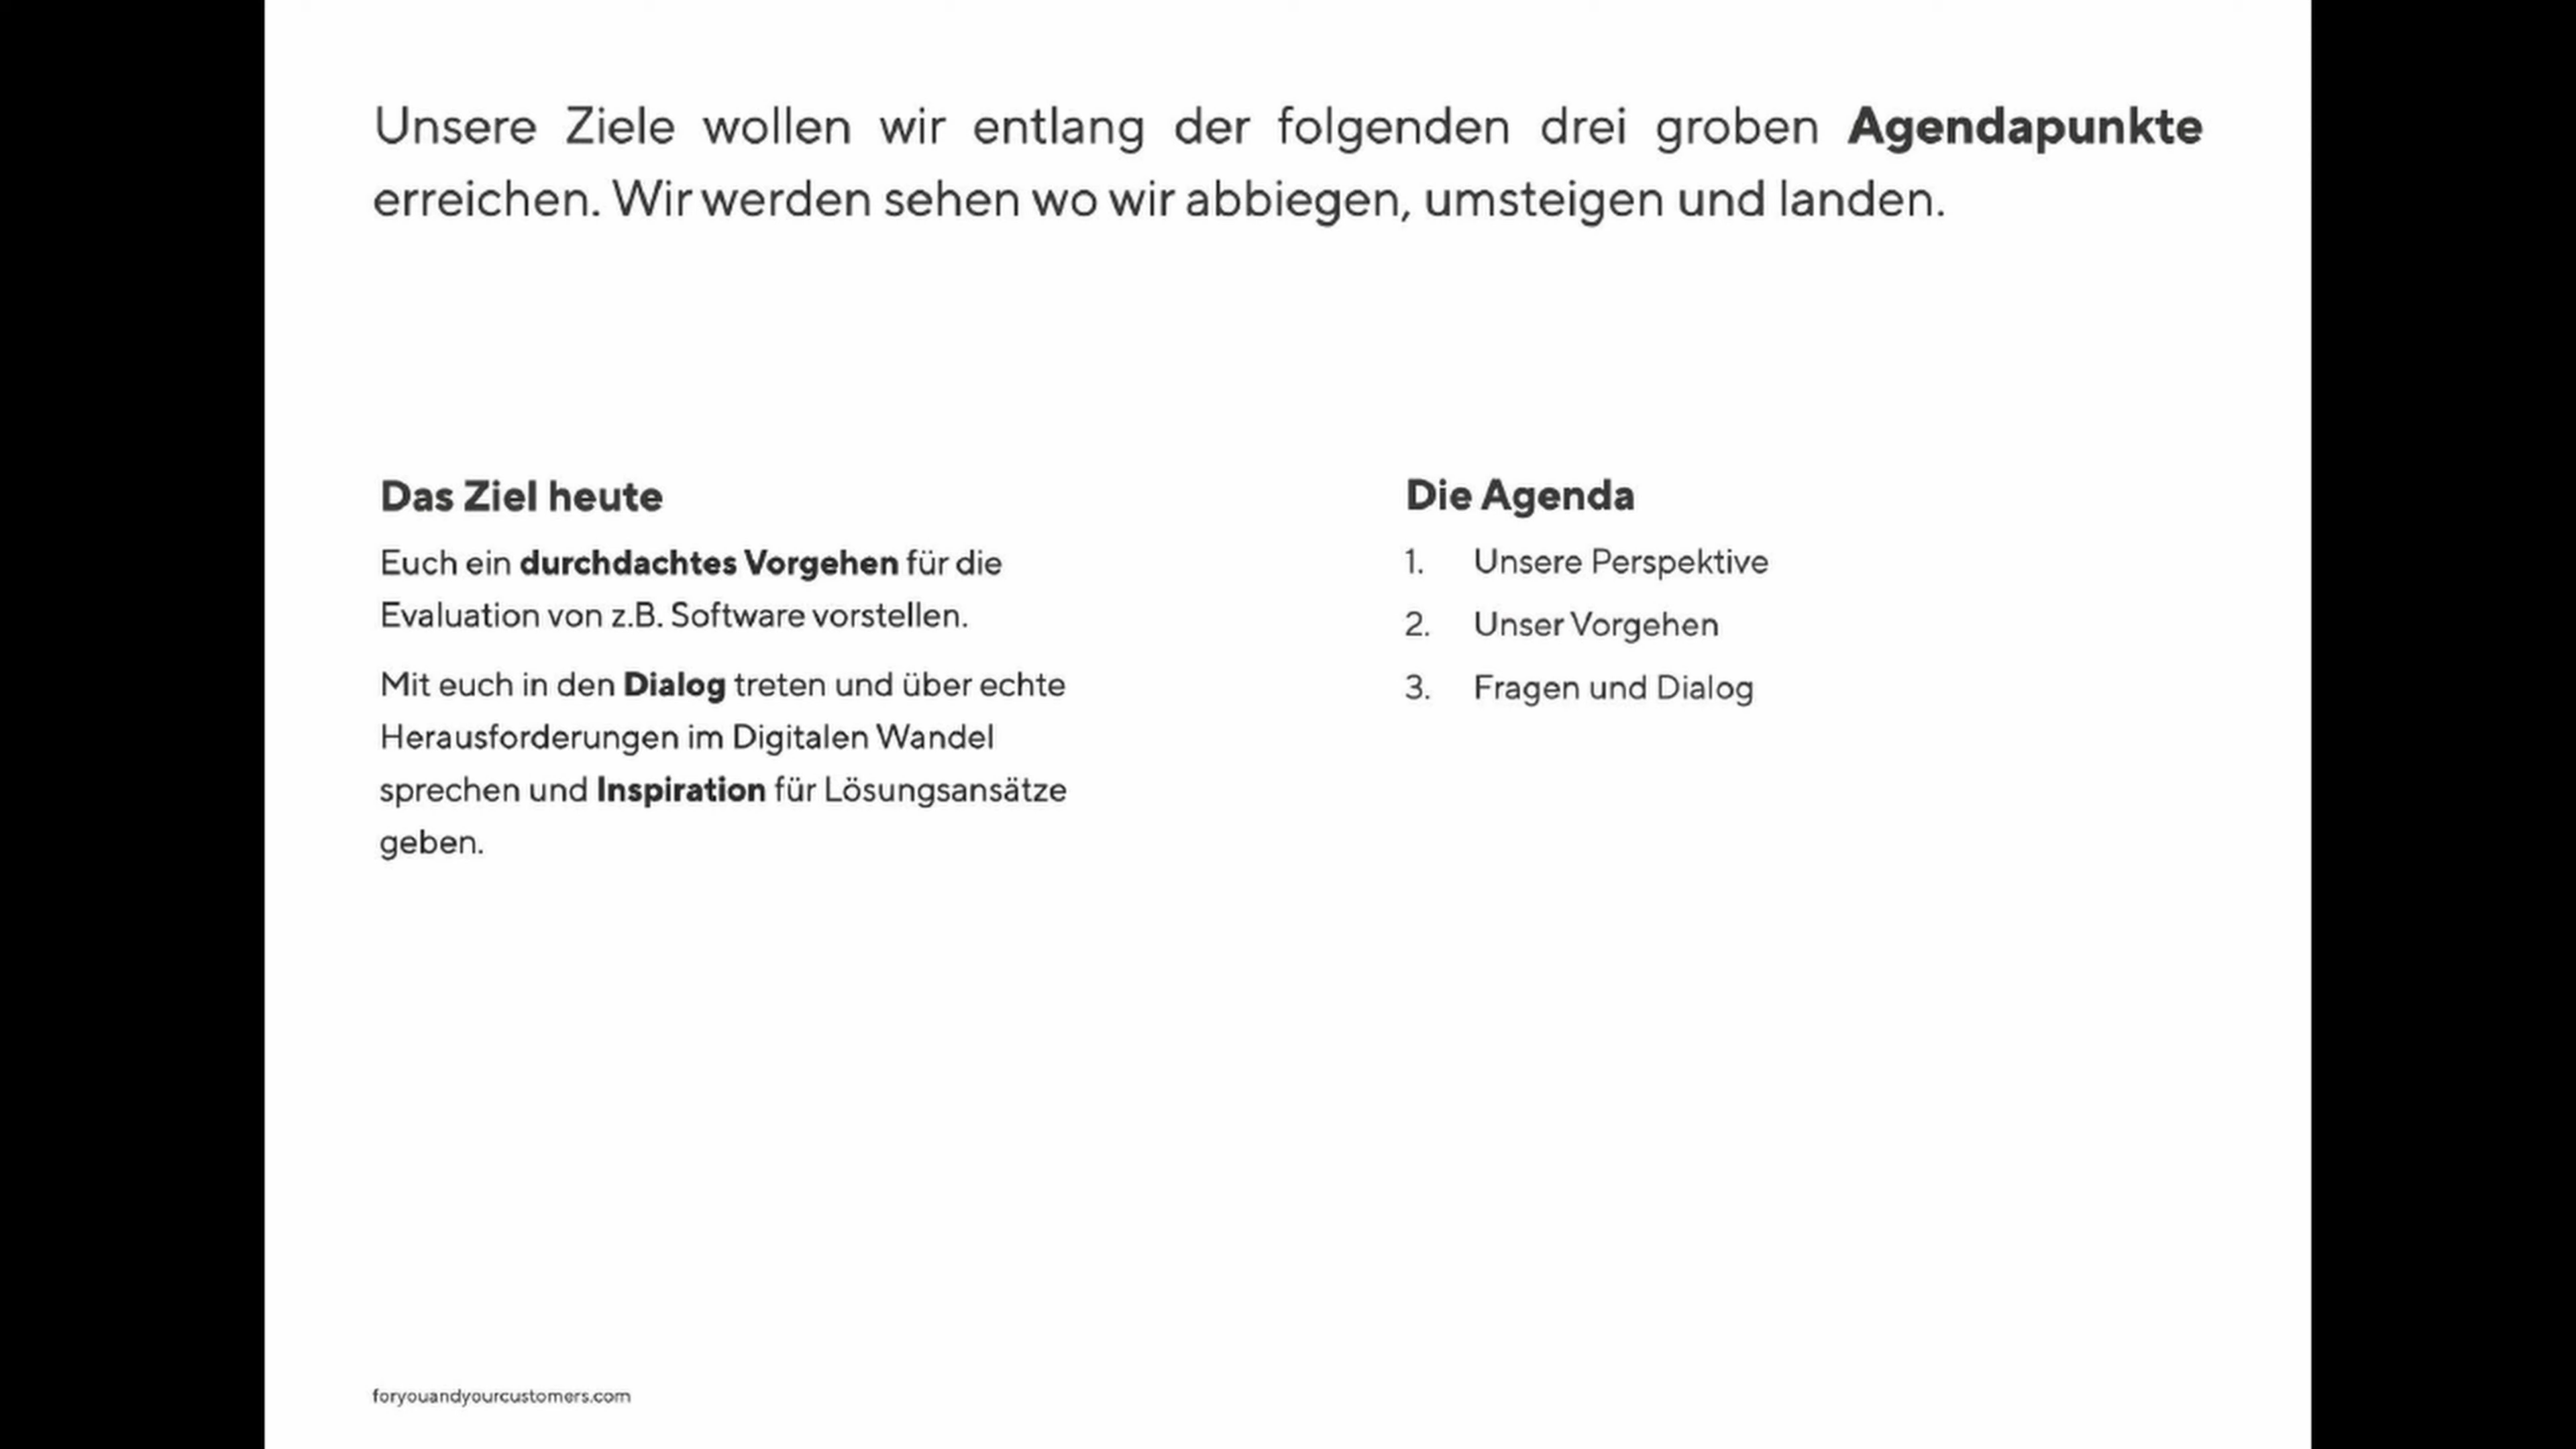 Unsere Ziele wollen wir entlang der folgenden drei groben Agendapunkte
erreichen. Wir werden sehen wo wir abbiegen, umsteigen und landen.
Das Ziel heute
Euch ein durchdachtes Vorgehen für die
Evaluation von z.B. Software vorstellen.
Mit euch in den Dialog treten und über echte
Herausforderungen im Digitalen Wandel
sprechen und Inspiration für Lösungsansätze
geben.
Die Agenda
1. Unsere Perspektive
2. Unser Vorgehen
3. Fragen und Dialog
foryouandyourcustomers.com